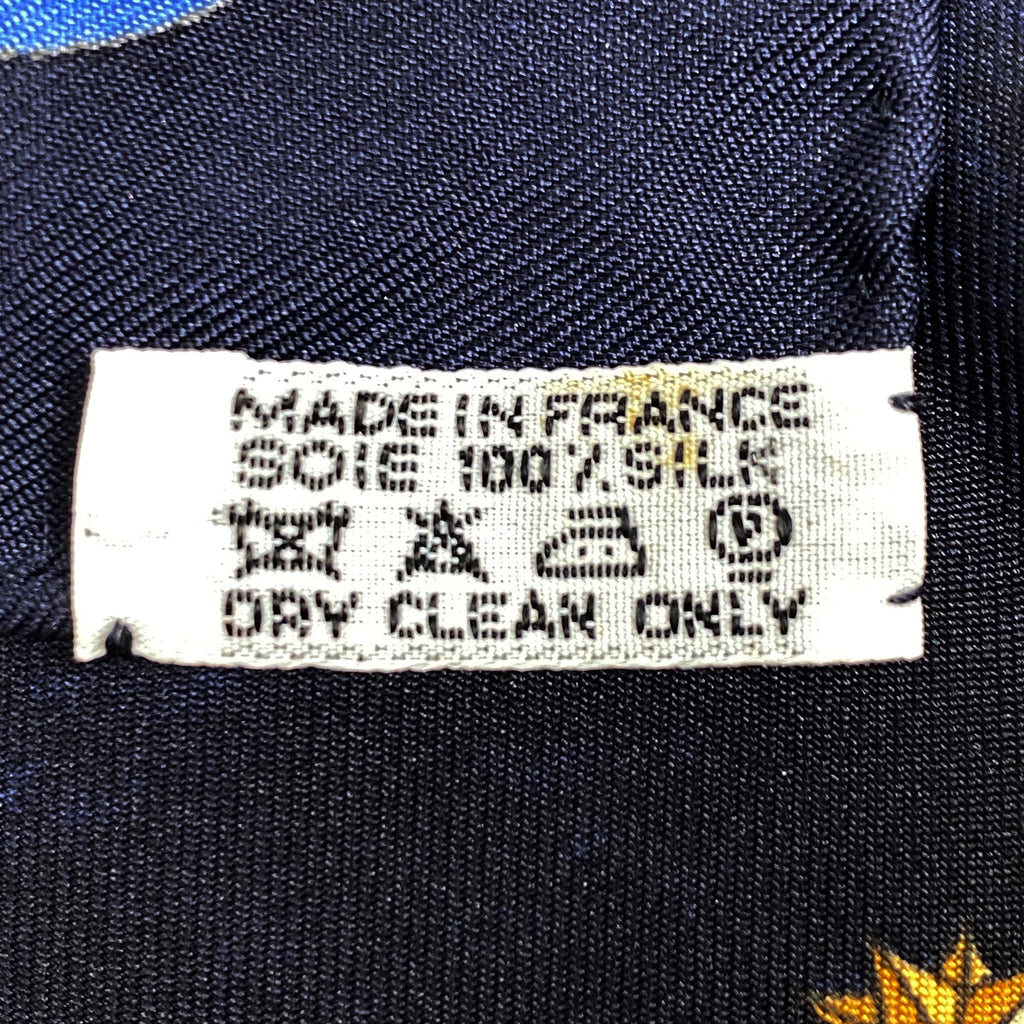 MADE IN FRANCE
SOIE 100% SILK
DRY CLEAN ONLY